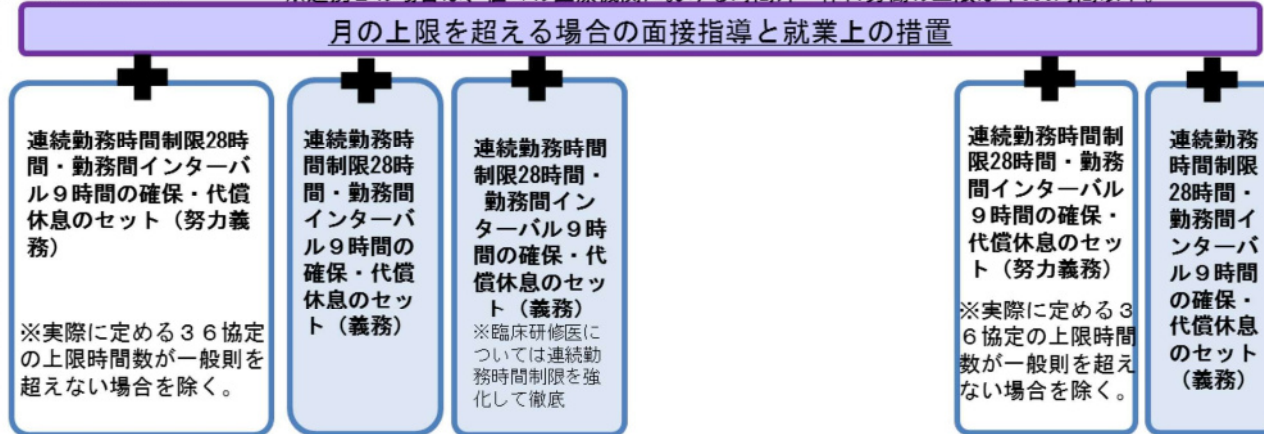 月の上限を超える場合の面接指導と就業上の措置
連続勤務時間制限28時
間・勤務間インターバ
ル９時間の確保・代償
休息のセット（努力義
務）
※実際に定める３６協定
の上限時間数が一般則を
超えない場合を除く。
連続勤務時
間制限28時
間・勤務間
インターバ
ル９時間の
確保・代償
休息のセッ
ト（義務）
連続勤務時間
制限28時間・
勤務間イン
ターバル９時
間の確保・代
償休息のセッ
ト（義務）
※臨床研修医に
ついては連続勤
務時間制限を強
化して徹底
連続勤務時間制
限28時間・勤務
間インターバル
９時間の確保・
代償休息のセッ
ト（努力義務）
※実際に定める３
６協定の上限時間
数が一般則を超え
ない場合を除く。
連続勤務
時間制限
28時間・
勤務間イ
ンターバ
ル９時間
の確保・
代償休息
のセット
（義務）